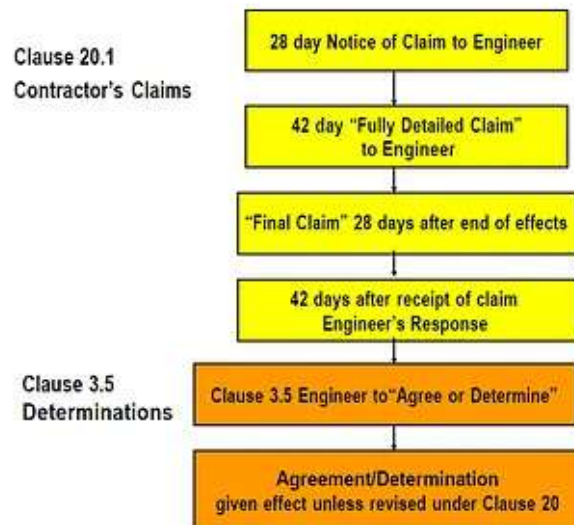 Clause 20.1
Contractor's Claims
28 day Notice of Claim to Engineer
42 day “Fully Detailed Claim”
to Engineer
“Final Claim” 28 days after end of effects
42 days after receipt of claim
Engineer's Response
Clause 3.5
Determinations
Clause 3.5 Engineer to“Agree or Determine”
Agreement/Determination
given effect unless revised under Clause 20